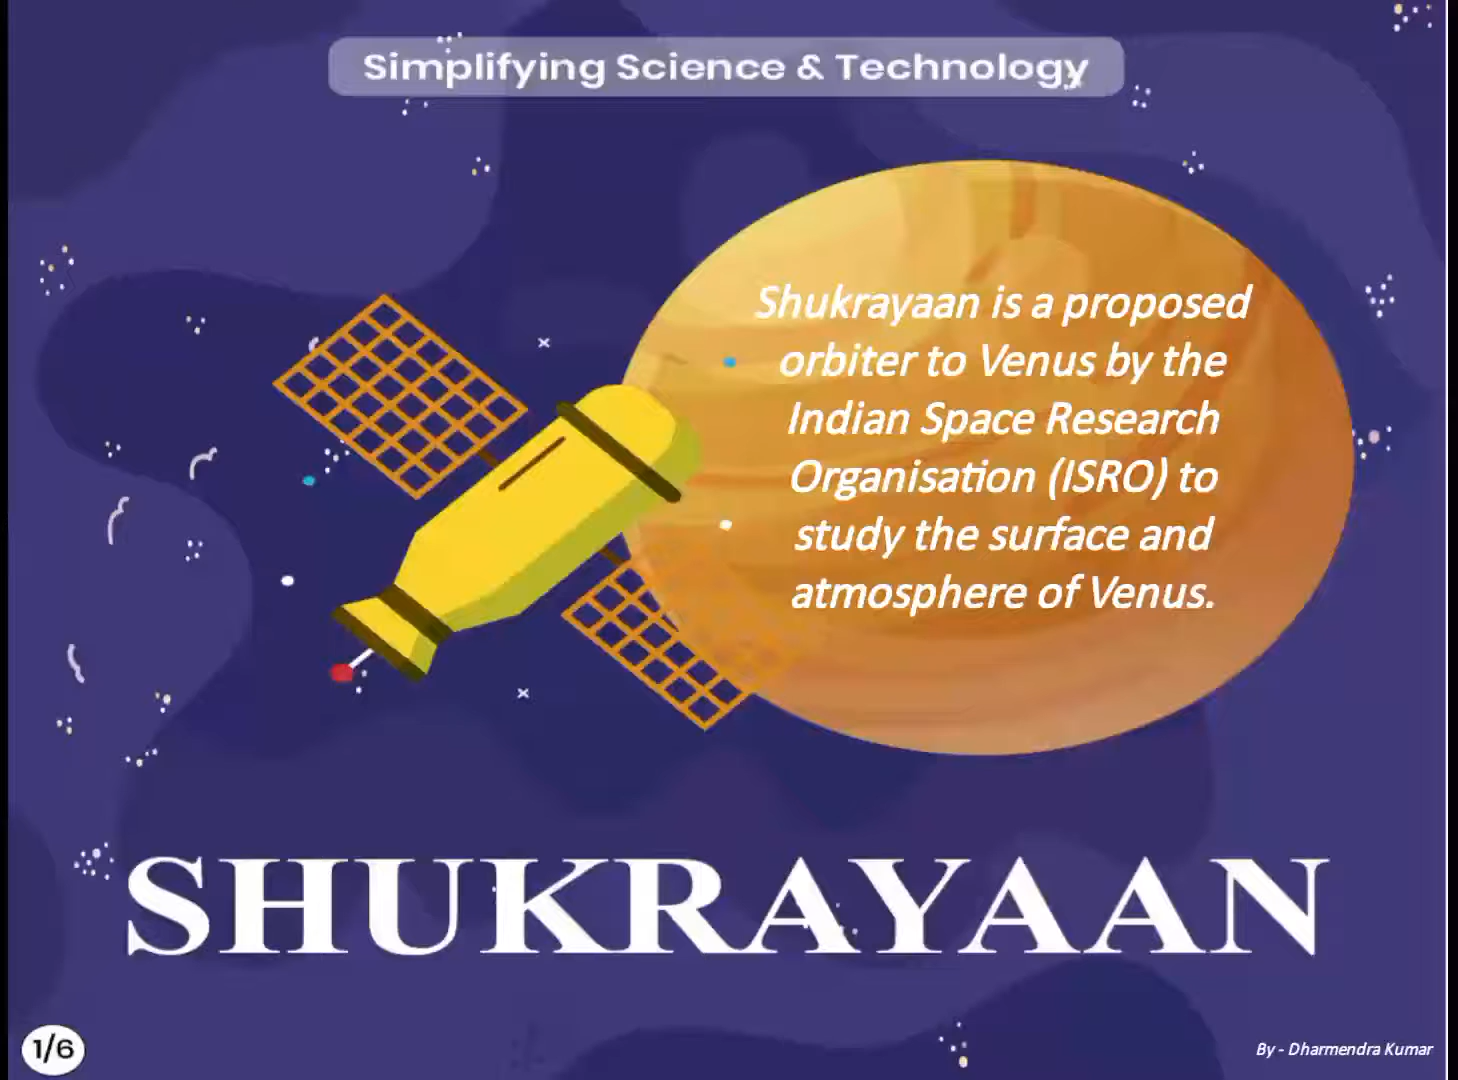 Simplifying Science & Technology
Shukrayaan is a proposed
orbiter to Venus by the
Indian Space Research
Organisation (ISRO) to
study the surface and
atmosphere of Venus.
SHUKRAYAAN
1/6
By - Dharmendra Kumar